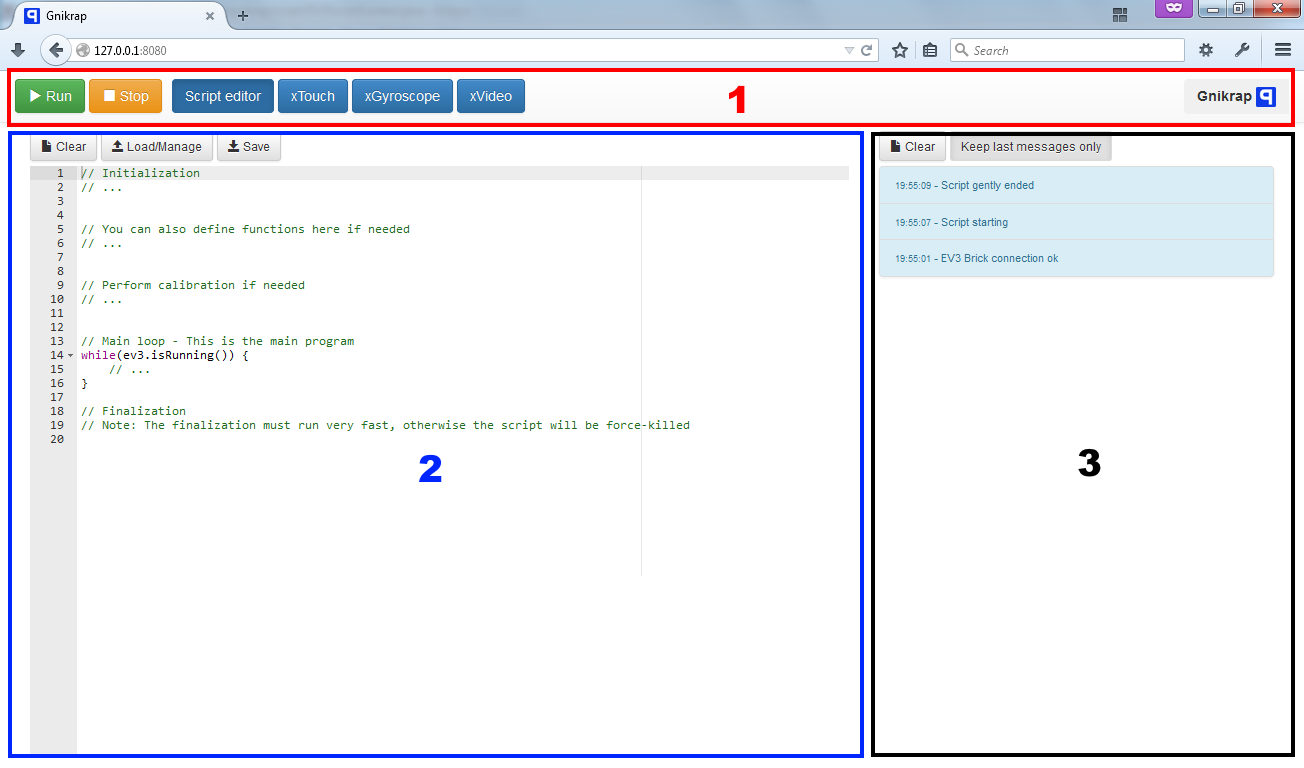 Gnikrap
127.0.0.1:8080
Search
Run Stop Script editor xTouch xGyroscope xVideo 1 Gnikrap
Clear Load/Manage Save
1 // Initialization
2 // ...
3
4
5 // You can also define functions here if needed
6 // ...
7
8
9 // Perform calibration if needed
10 // ...
11
12
13 // Main loop - This is the main program
14 while(ev3.isRunning()) {
15 // ...
16 }
17
18 // Finalization
19 // Note: The finalization must run very fast, otherwise the script will be force-killed
20
2
Clear Keep last messages only
19:55:09 - Script gently ended
19:55:07 - Script starting
19:55:01 - EV3 Brick connection ok
3